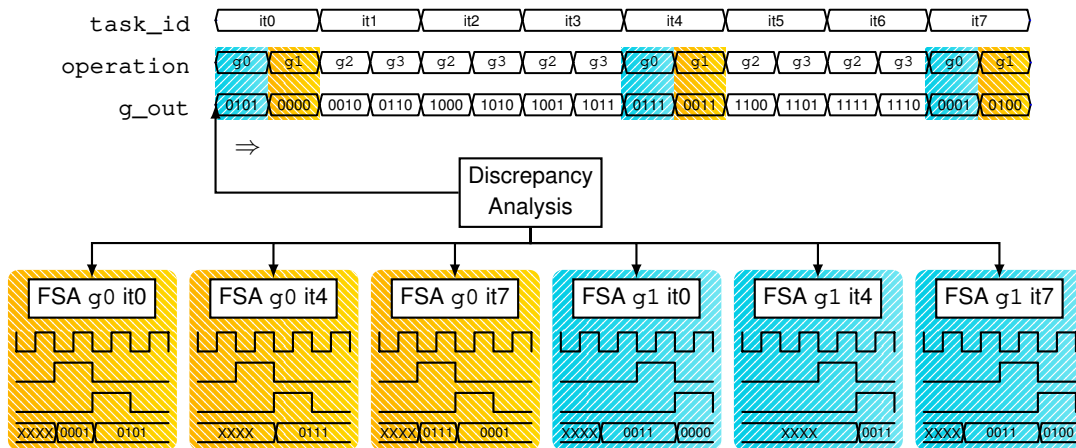 task_id it0 it1 it2 it3 it4 it5 it6 it7
operation g0 g1 g2 g3 g2 g3 g2 g3 g0 g1 g2 g3 g2 g3 g0 g1
g_out 0101 0000 0010 0110 1000 1010 1001 1011 0111 0011 1100 1101 1111 1110 0001 0100
⇒
Discrepancy
Analysis
FSA g0 it0 FSA g0 it4 FSA g0 it7 FSA g1 it0 FSA g1 it4 FSA g1 it7
XXXX 0001 0101 XXXX 0111 XXXX 0111 0001 XXXX 0011 0000 XXXX 0011 XXXX 0011 0100